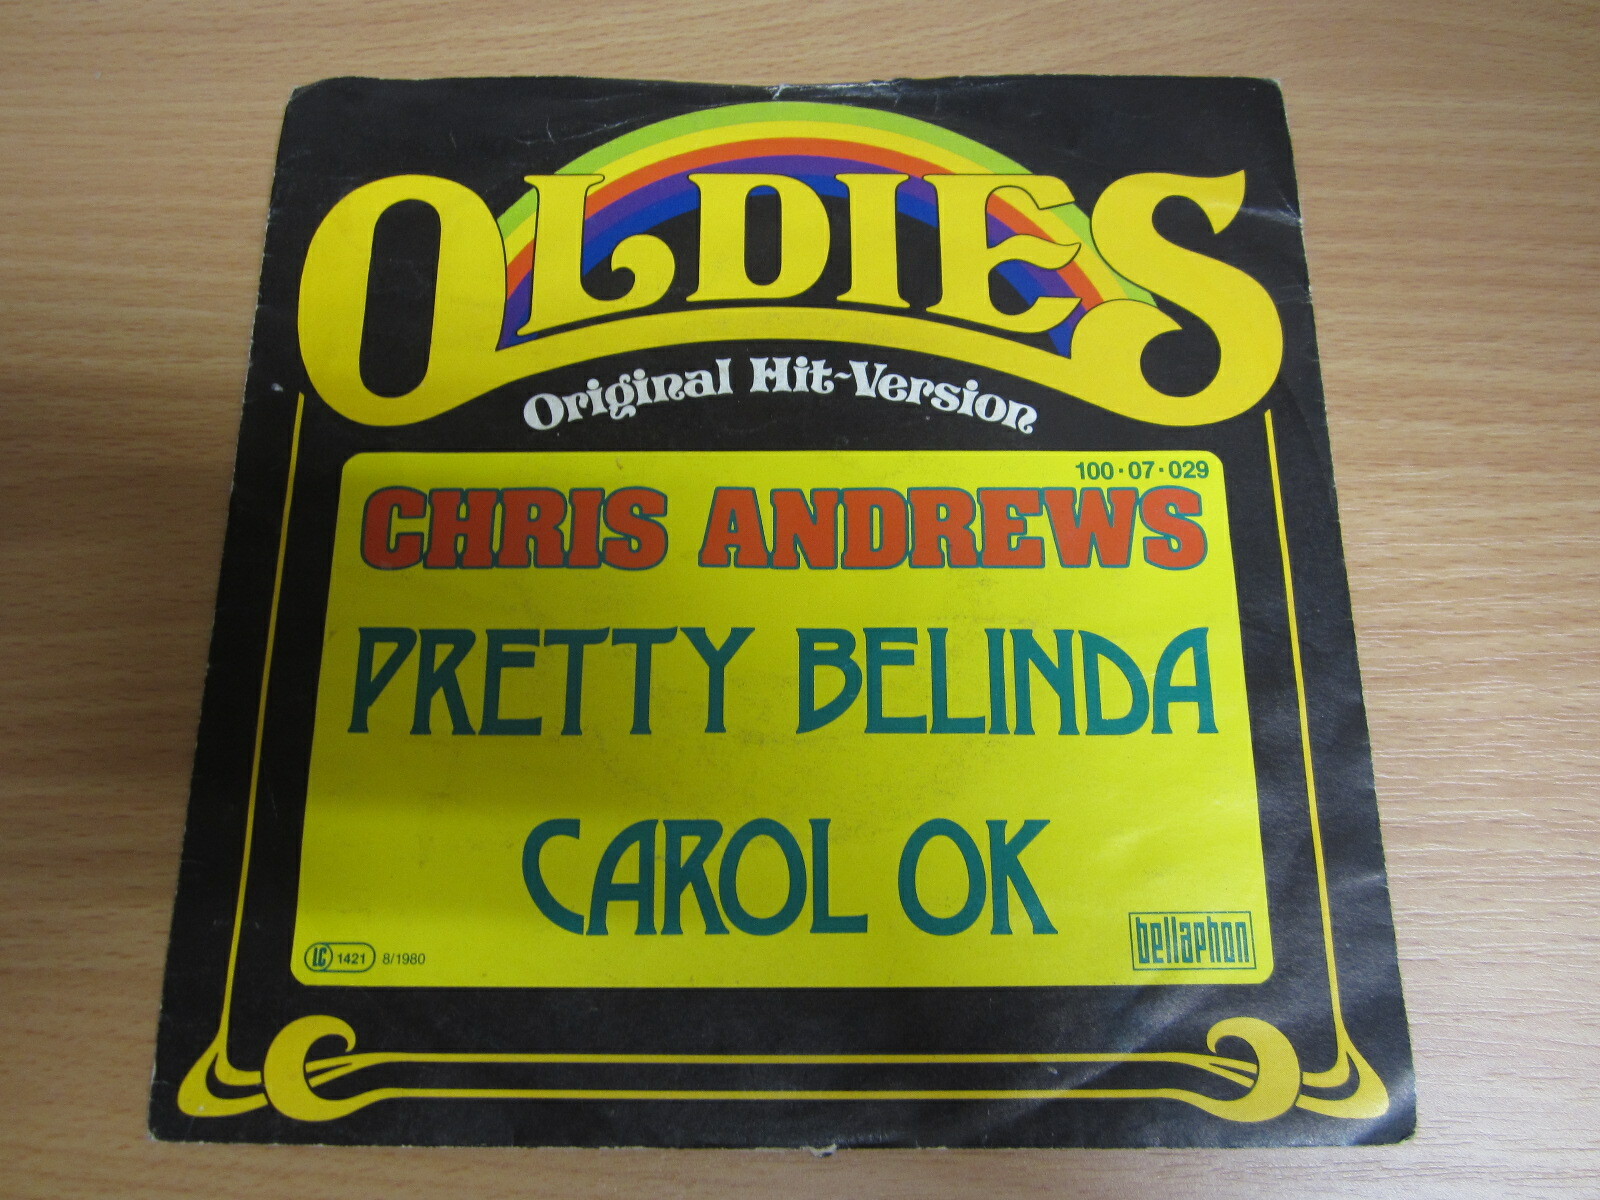 OLDIES
Original Hit-Version
100·07·029
CHRIS ANDREWS
PRETTY BELINDA
CAROL OK
LC 1421 8/1980
bellaphon